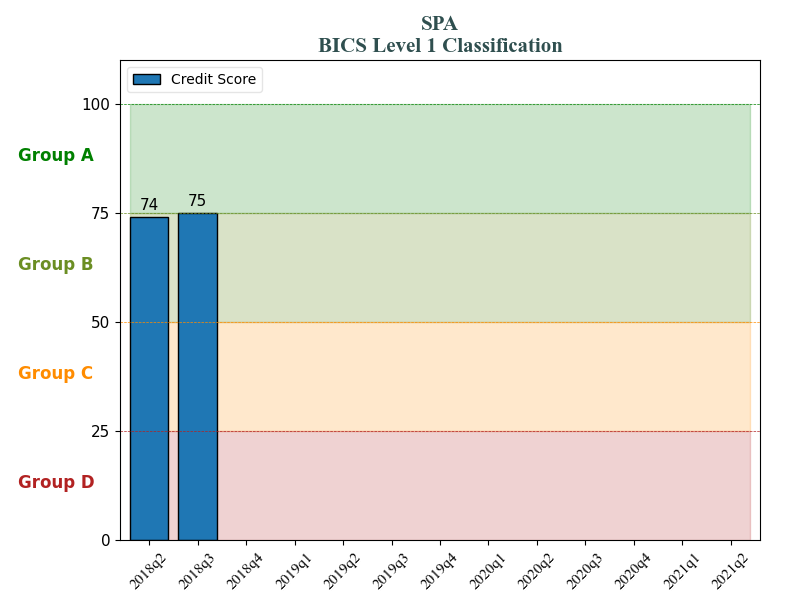 SPA
BICS Level 1 Classification
Credit Score
100
Group A
74
75
75
Group B
50
Group C
25
Group D
0
2018q2
2018q3
2018q4
2019q1
2019q2
2019q3
2019q4
2020q1
2020q2
2020q3
2020q4
2021q1
2021q2